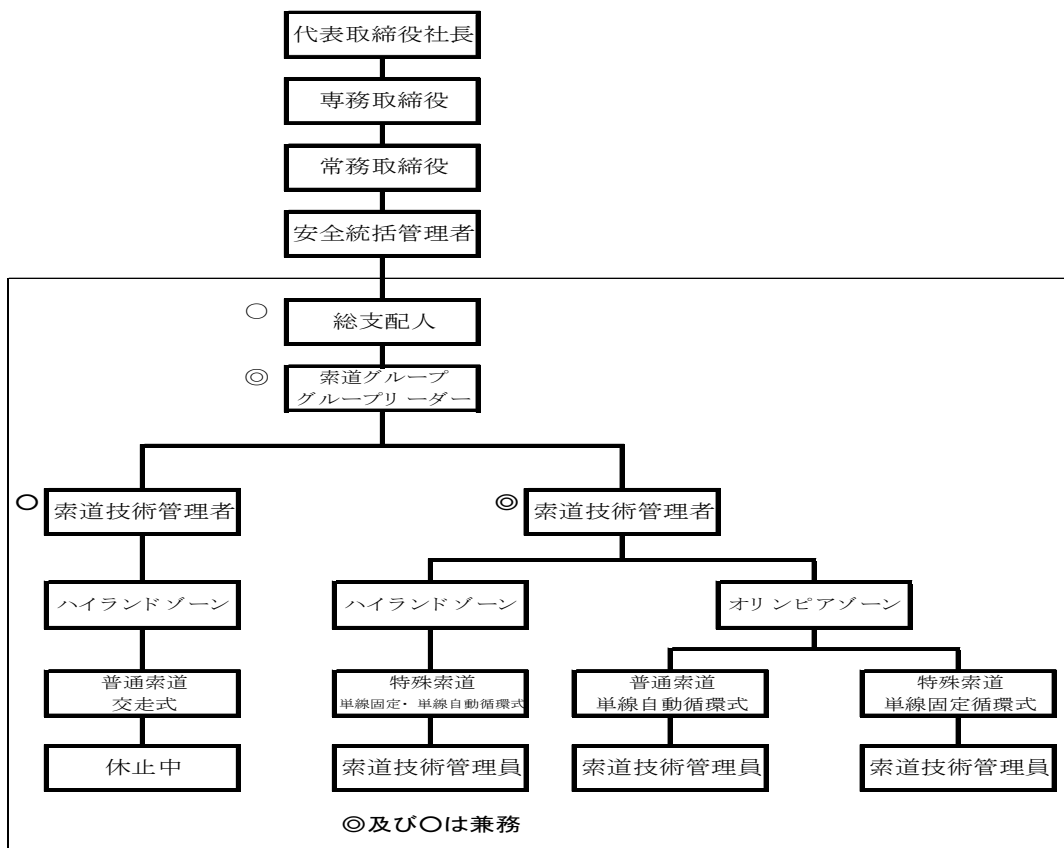 代表取締役社長
専務取締役
常務取締役
安全統括管理者
○
総支配人
◎
索道グループ
グループリーダー
○
索道技術管理者
◎
索道技術管理者
ハイランドゾーン
ハイランドゾーン
オリンピアゾーン
普通索道
交走式
特殊索道
単線固定・単線自動循環式
普通索道
単線自動循環式
特殊索道
単線固定循環式
休止中
索道技術管理員
索道技術管理員
索道技術管理員
◎及び○は兼務